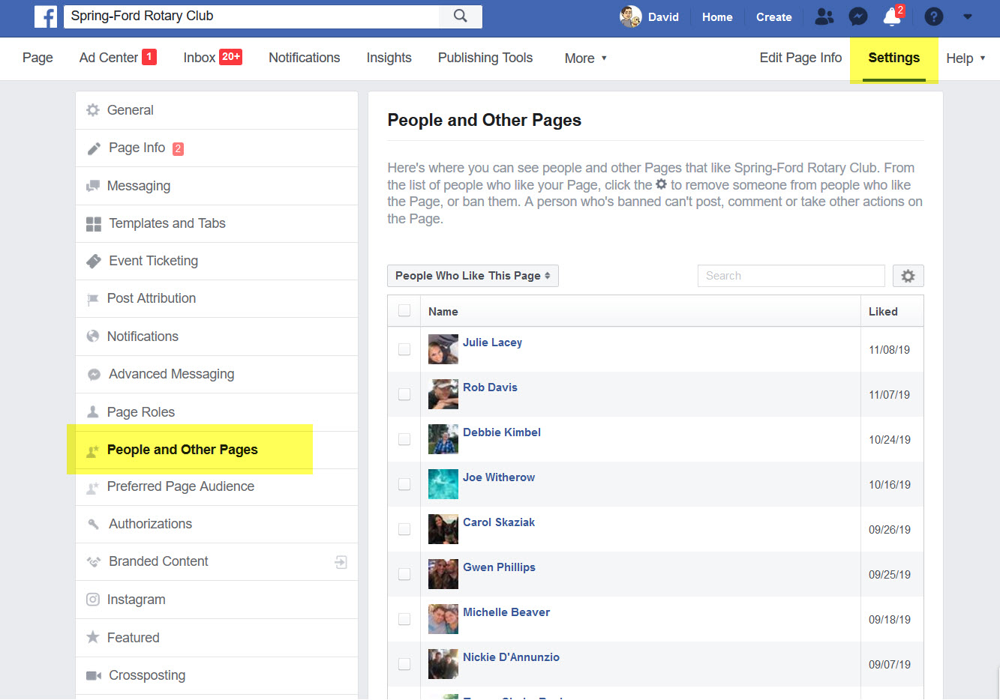 Spring-Ford Rotary Club
David
Home
Create
2
Page
Ad Center 1
Inbox 20+
Notifications
Insights
Publishing Tools
More
Edit Page Info
Settings
Help
General
Page Info 2
Messaging
Templates and Tabs
Event Ticketing
Post Attribution
Notifications
Advanced Messaging
Page Roles
People and Other Pages
Preferred Page Audience
Authorizations
Branded Content
Instagram
Featured
Crossposting
People and Other Pages
Here's where you can see people and other Pages that like Spring-Ford Rotary Club. From
the list of people who like your Page, click the to remove someone from people who like
the Page, or ban them. A person who's banned can't post, comment or take other actions on
the Page.
People Who Like This Page
Search
Name
Liked
Julie Lacey
11/08/19
Rob Davis
11/07/19
Debbie Kimbel
10/24/19
Joe Witherow
10/16/19
Carol Skaziak
09/26/19
Gwen Phillips
09/25/19
Michelle Beaver
09/18/19
Nickie D'Annunzio
09/07/19